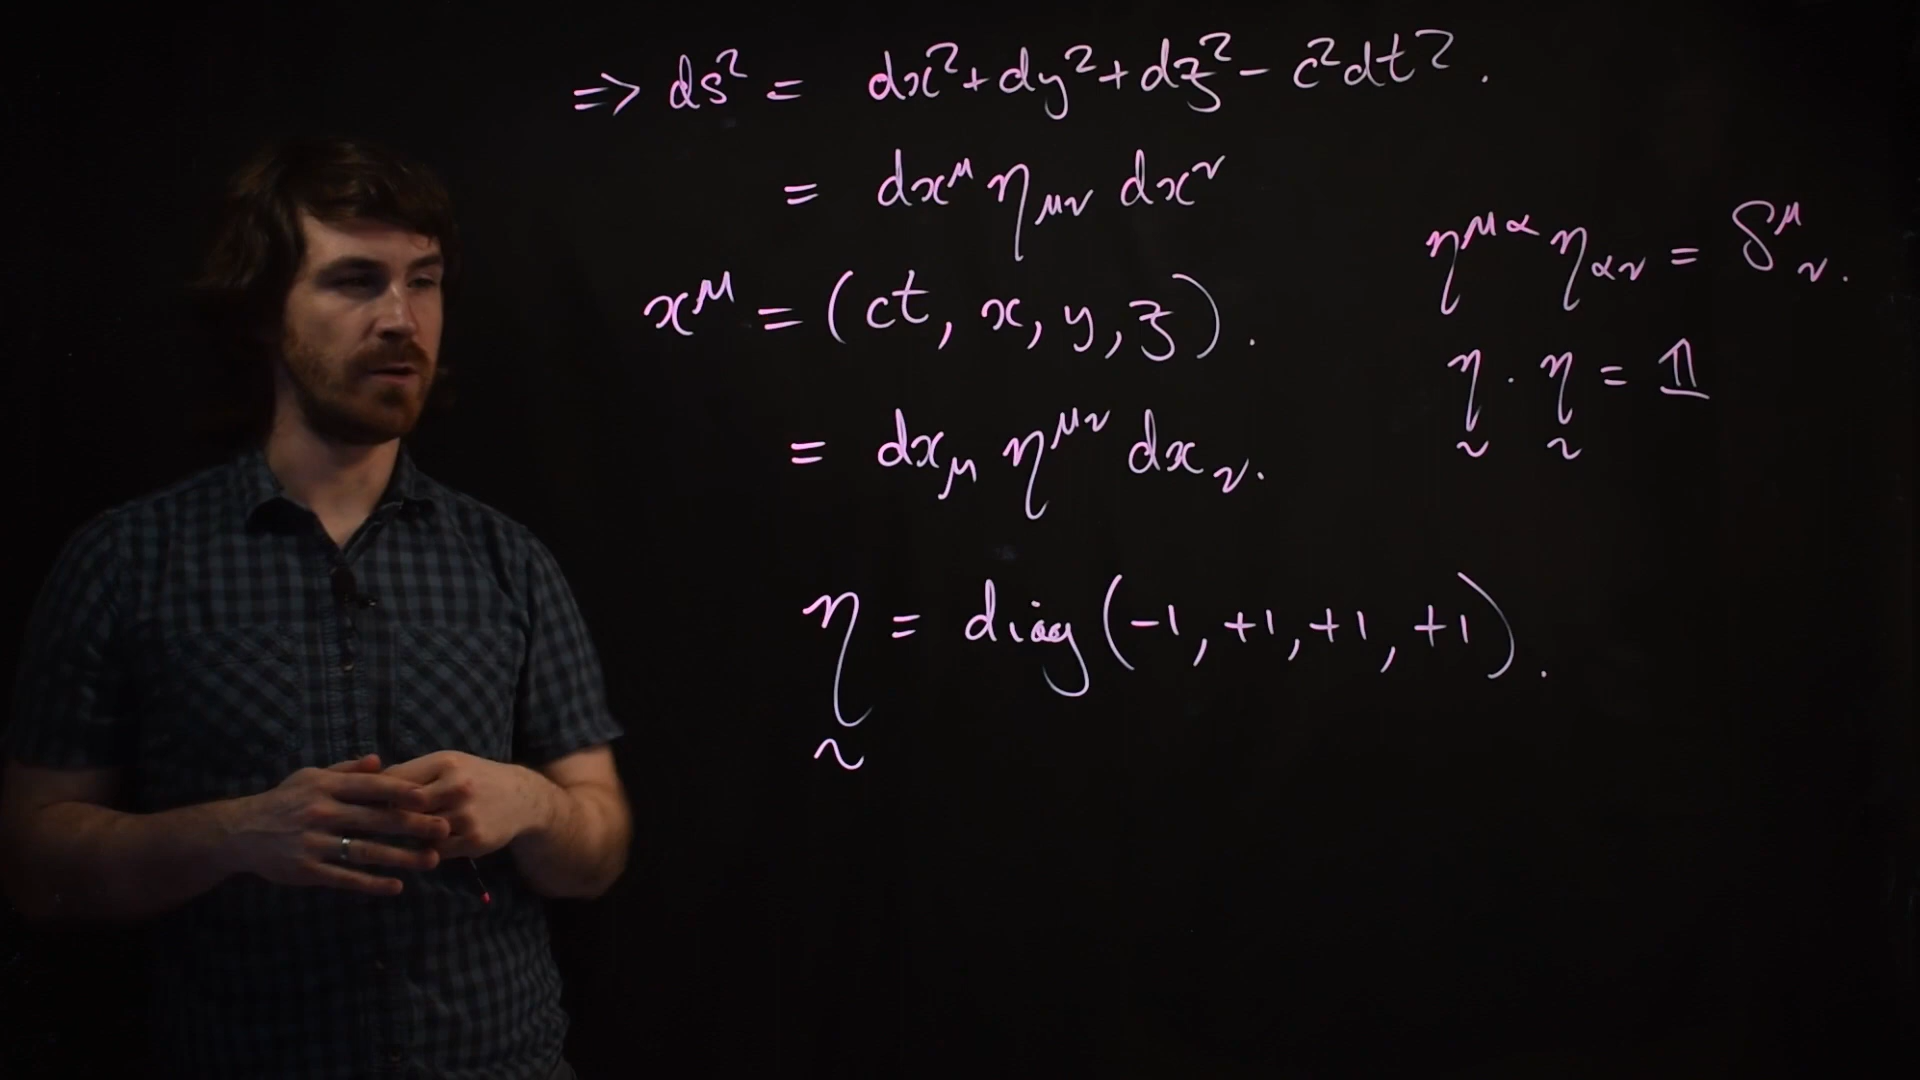 ⇒ ds² = dx² + dy² + dz² − c²dt².
= dx^μ η_μν dx^ν
η^μα η_αν = δ^μ_ν.
x^μ = (ct, x, y, z).
η · η = 𝟙
~ ~
= dx_μ η^μν dx_ν.
η = diag(−1, +1, +1, +1).
~